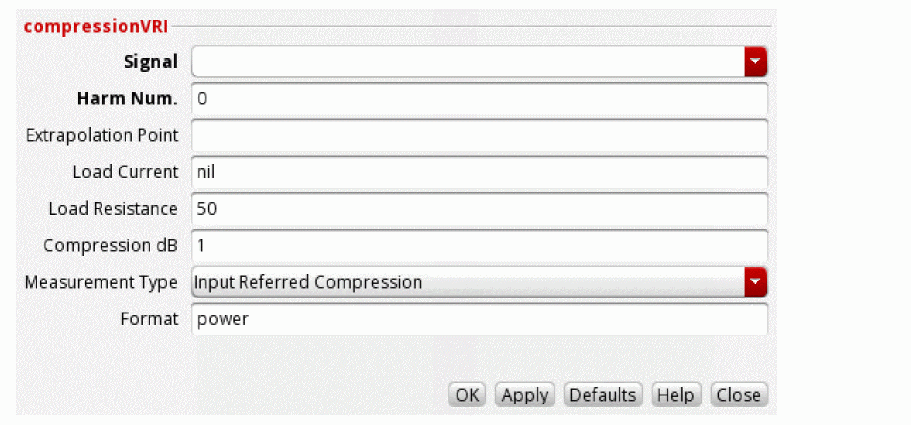 compressionVRI
Signal
Harm Num. 0
Extrapolation Point
Load Current nil
Load Resistance 50
Compression dB 1
Measurement Type Input Referred Compression
Format power
OK Apply Defaults Help Close